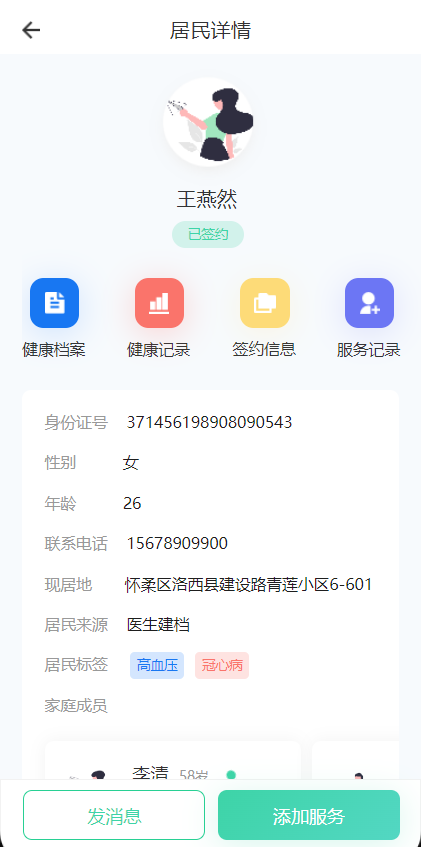 居民详情
王燕然
已签约
健康档案 健康记录 签约信息 服务记录
身份证号 371456198908090543
性别 女
年龄 26
联系电话 15678909900
现居地 怀柔区洛西县建设路青莲小区6-601
居民来源 医生建档
居民标签 高血压 冠心病
家庭成员
李清 58岁
发消息 添加服务